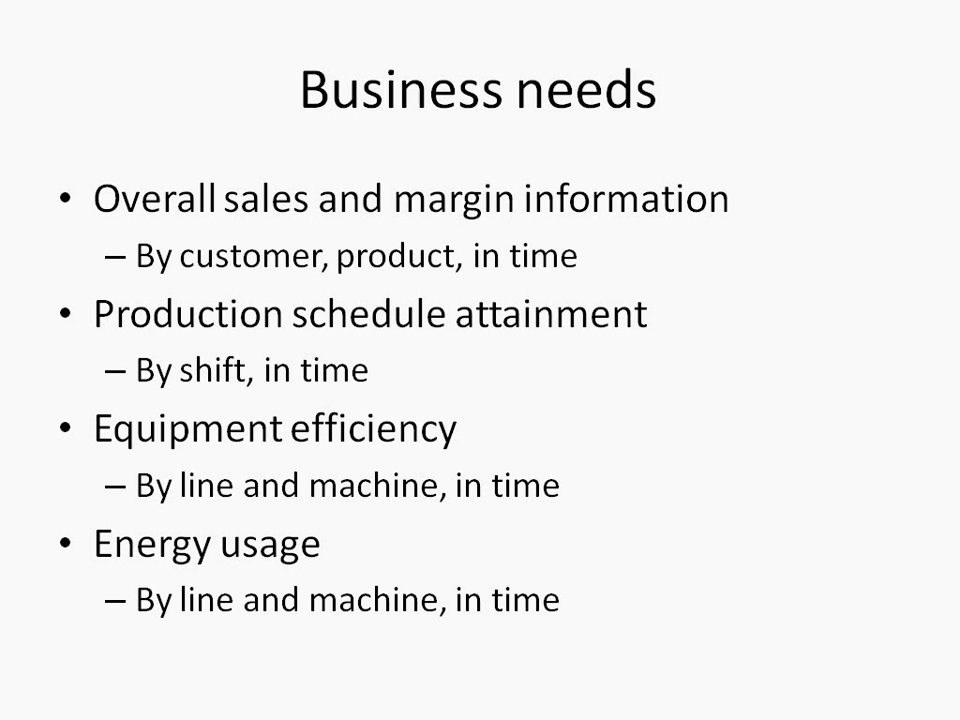 Business needs
• Overall sales and margin information
– By customer, product, in time
• Production schedule attainment
– By shift, in time
• Equipment efficiency
– By line and machine, in time
• Energy usage
– By line and machine, in time